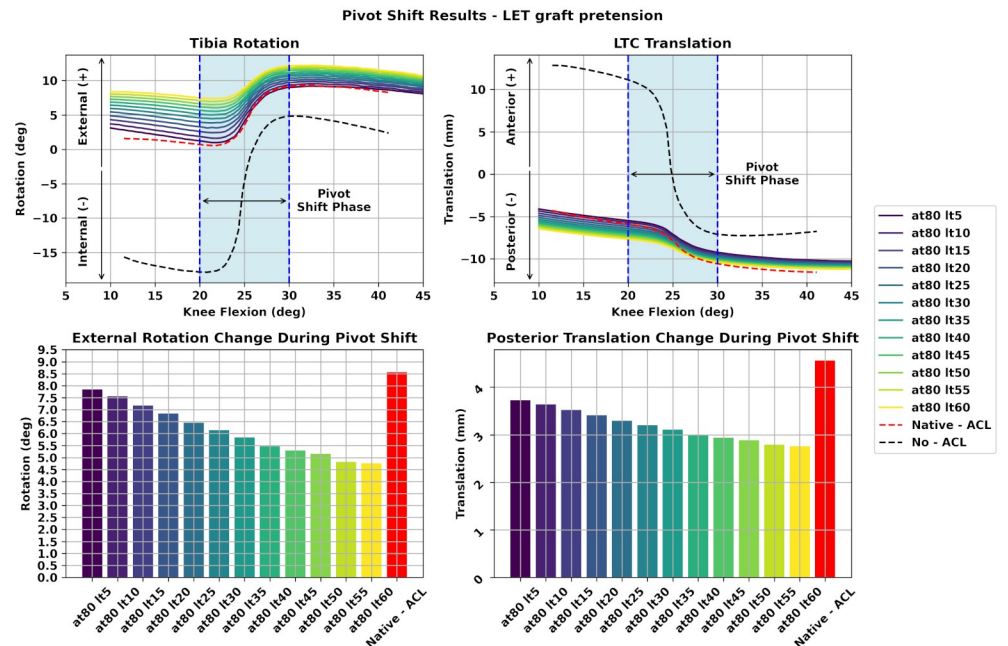 Pivot Shift Results - LET graft pretension
Tibia Rotation
Rotation (deg)
Internal (-) External (+)
10
5
0
−5
−10
−15
Pivot
Shift Phase
5 10 15 20 25 30 35 40 45
Knee Flexion (deg)
LTC Translation
Translation (mm)
Posterior (-) Anterior (+)
10
5
0
−5
−10
Pivot
Shift Phase
5 10 15 20 25 30 35 40 45
Knee Flexion (deg)
at80 lt5
at80 lt10
at80 lt15
at80 lt20
at80 lt25
at80 lt30
at80 lt35
at80 lt40
at80 lt45
at80 lt50
at80 lt55
at80 lt60
Native - ACL
No - ACL
External Rotation Change During Pivot Shift
Rotation (deg)
9.5
9.0
8.5
8.0
7.5
7.0
6.5
6.0
5.5
5.0
4.5
4.0
3.5
3.0
2.5
2.0
1.5
1.0
0.5
0.0
at80 lt5
at80 lt10
at80 lt15
at80 lt20
at80 lt25
at80 lt30
at80 lt35
at80 lt40
at80 lt45
at80 lt50
at80 lt55
at80 lt60
Native - ACL
Posterior Translation Change During Pivot Shift
Translation (mm)
4
3
2
1
0
at80 lt5
at80 lt10
at80 lt15
at80 lt20
at80 lt25
at80 lt30
at80 lt35
at80 lt40
at80 lt45
at80 lt50
at80 lt55
at80 lt60
Native - ACL